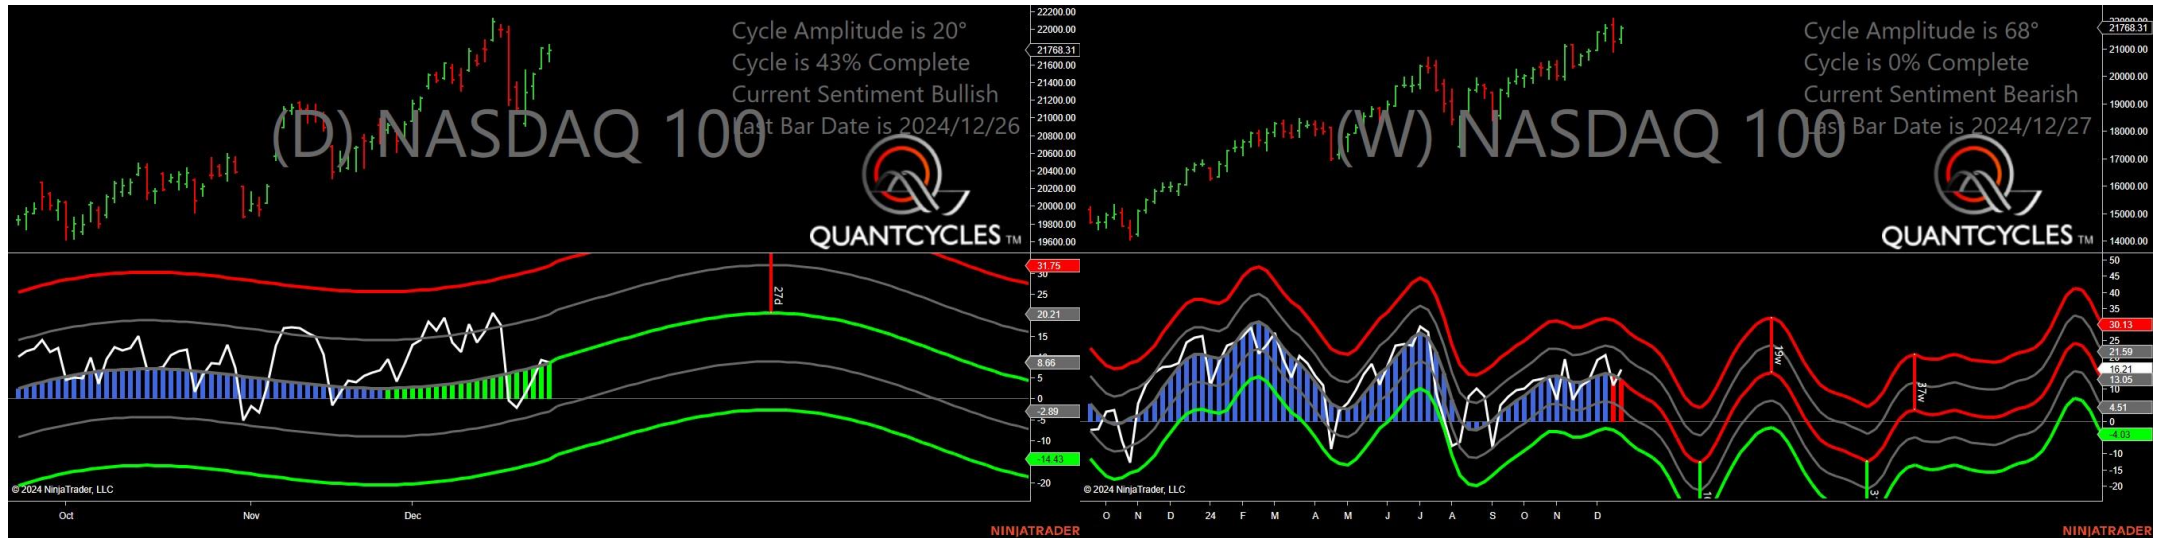 Cycle Amplitude is 20°
Cycle is 43% Complete
Current Sentiment Bullish
Last Bar Date is 2024/12/26
(D) NASDAQ 100
QUANTCYCLES TM
22200.00
22000.00
21768.31
21600.00
21400.00
21200.00
21000.00
20800.00
20600.00
20400.00
20200.00
20000.00
19800.00
19600.00
31.75
30
25
20.21
15
8.66
5
0
-2.89
-5
-10
-14.43
-20
27d
© 2024 NinjaTrader, LLC
Oct Nov Dec
NINJATRADER
Cycle Amplitude is 68°
Cycle is 0% Complete
Current Sentiment Bearish
Last Bar Date is 2024/12/27
(W) NASDAQ 100
QUANTCYCLES TM
21768.31
21000.00
20000.00
19000.00
18000.00
17000.00
16000.00
15000.00
14000.00
50
45
40
35
30.13
25
21.59
16.21
13.05
10
4.51
0
-4.03
-10
-15
-20
19w
37w
© 2024 NinjaTrader, LLC
O N D 24 F M A M J J A S O N D
NINJATRADER